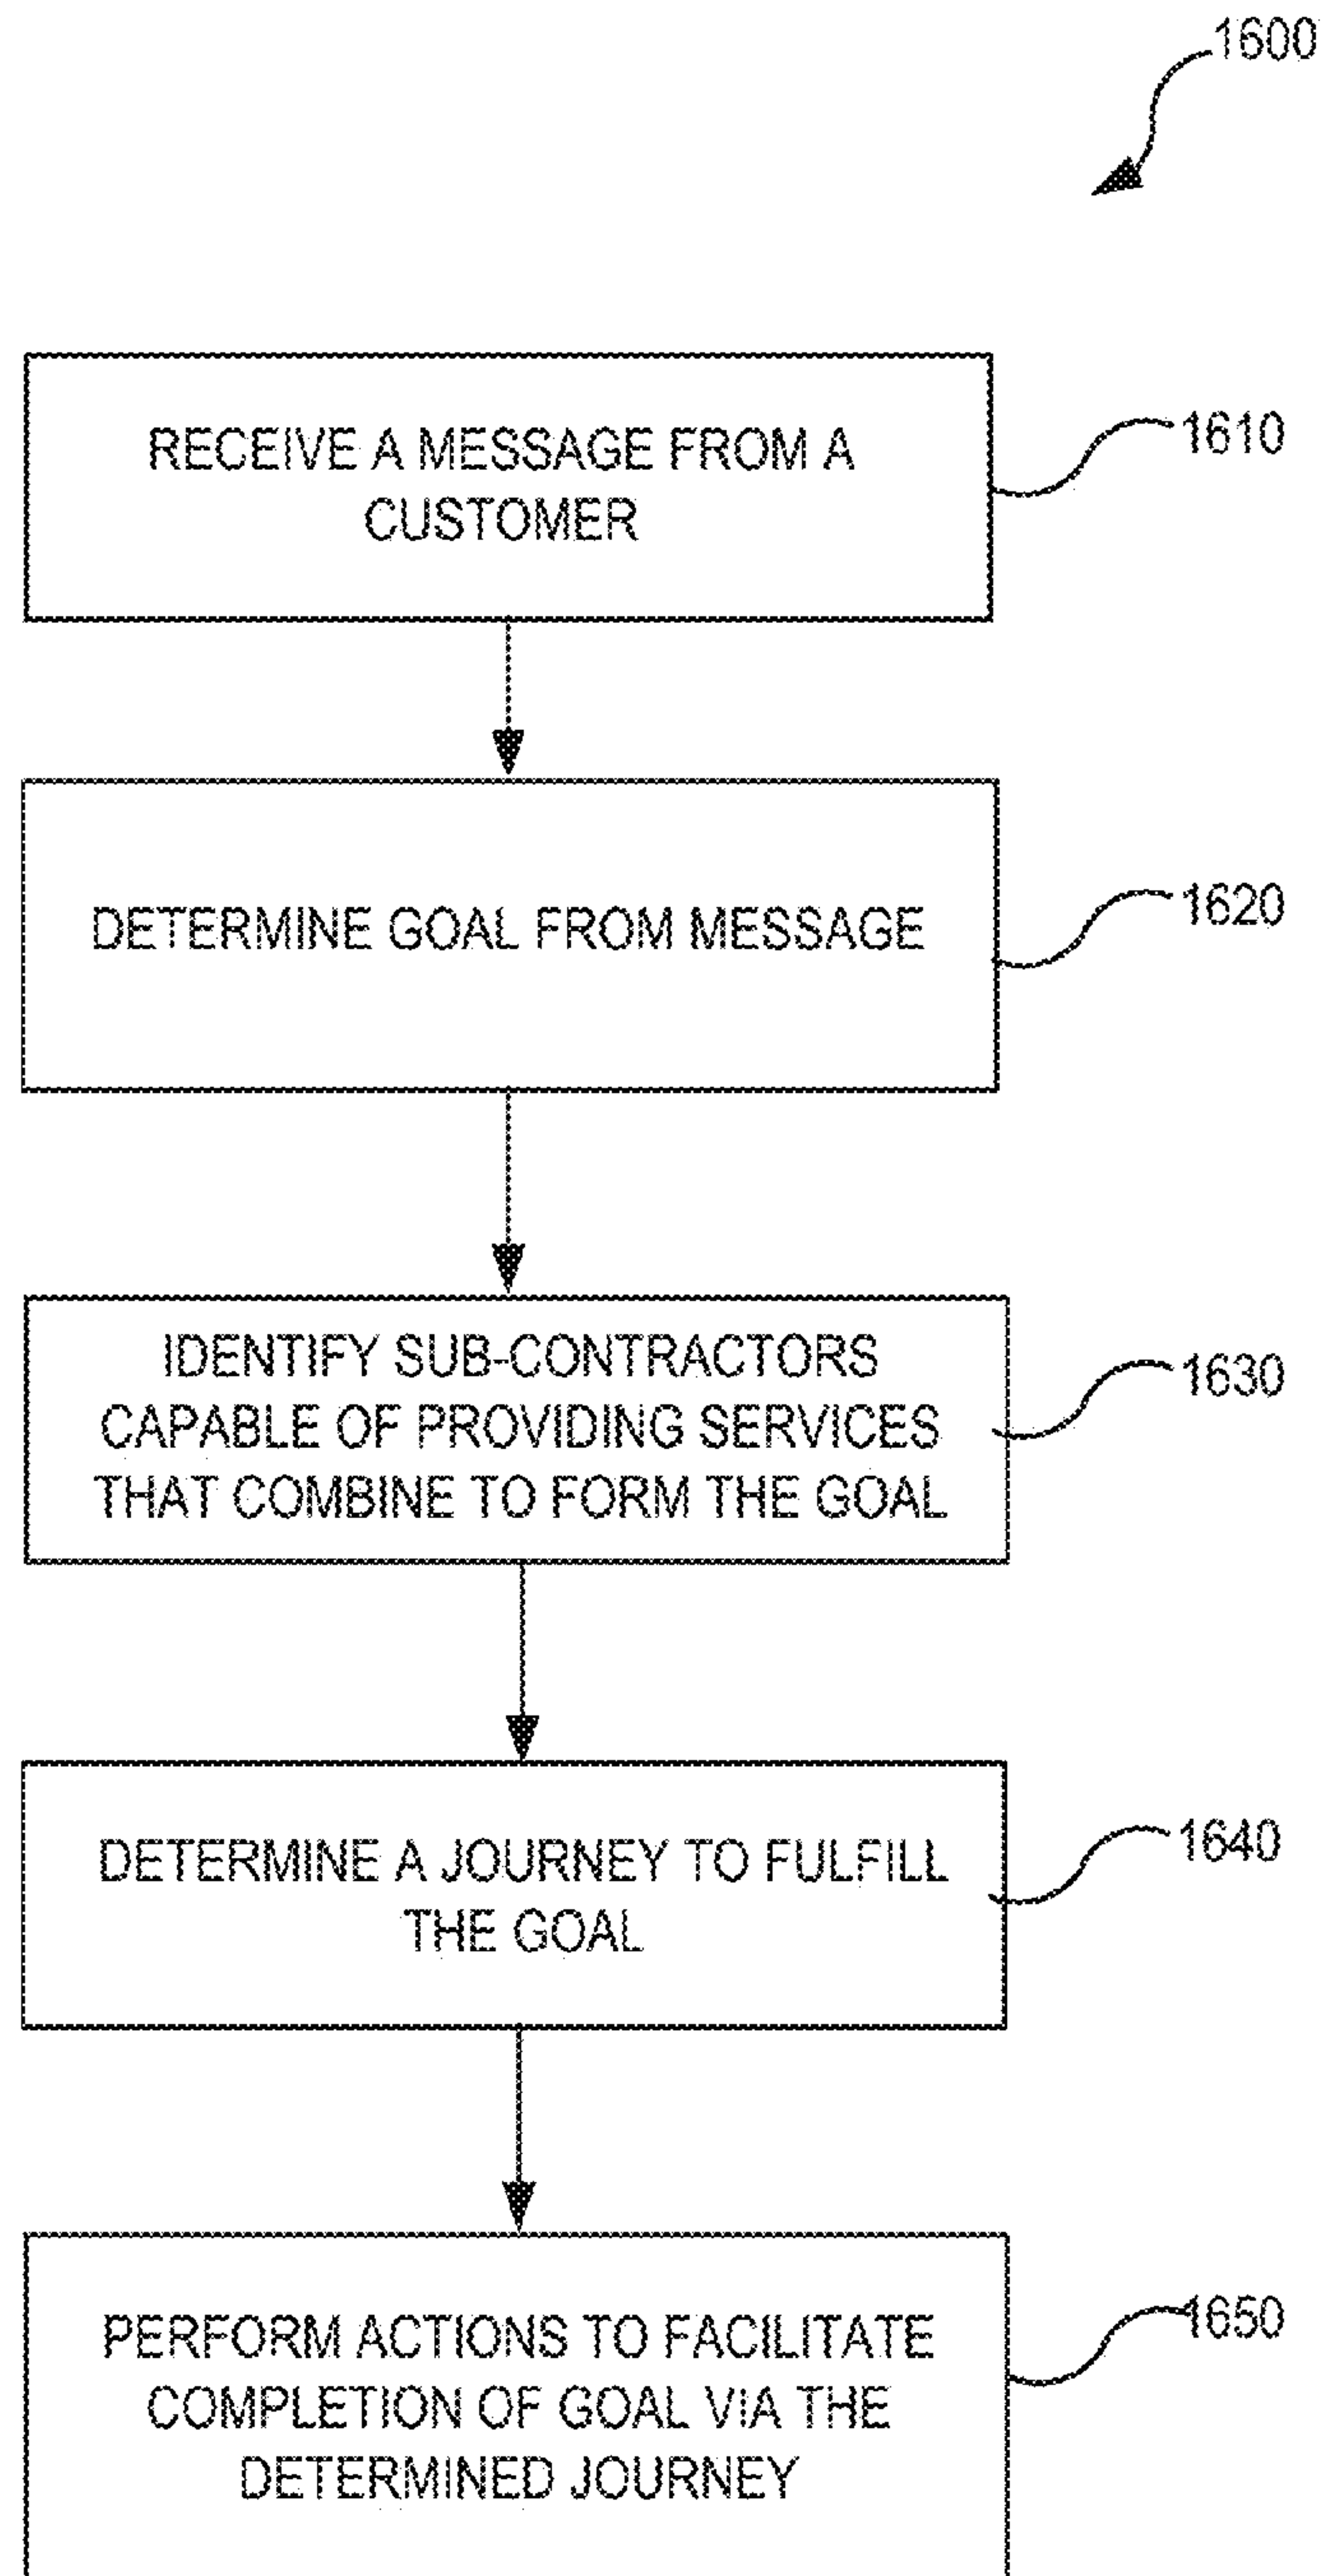 1600
RECEIVE A MESSAGE FROM A
CUSTOMER
1610
DETERMINE GOAL FROM MESSAGE
1620
IDENTIFY SUB-CONTRACTORS
CAPABLE OF PROVIDING SERVICES
THAT COMBINE TO FORM THE GOAL
1630
DETERMINE A JOURNEY TO FULFILL
THE GOAL
1640
PERFORM ACTIONS TO FACILITATE
COMPLETION OF GOAL VIA THE
DETERMINED JOURNEY
1650